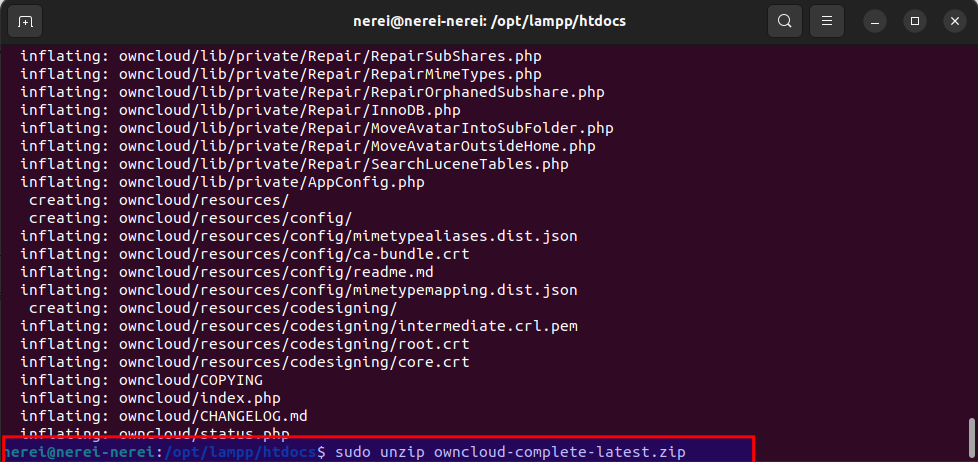 nerei@nerei-nerei: /opt/lampp/htdocs
inflating: owncloud/lib/private/Repair/RepairSubShares.php
inflating: owncloud/lib/private/Repair/RepairMimeTypes.php
inflating: owncloud/lib/private/Repair/RepairOrphanedSubshare.php
inflating: owncloud/lib/private/Repair/InnoDB.php
inflating: owncloud/lib/private/Repair/MoveAvatarIntoSubFolder.php
inflating: owncloud/lib/private/Repair/MoveAvatarOutsideHome.php
inflating: owncloud/lib/private/Repair/SearchLuceneTables.php
inflating: owncloud/lib/private/AppConfig.php
creating: owncloud/resources/
creating: owncloud/resources/config/
inflating: owncloud/resources/config/mimetypealiases.dist.json
inflating: owncloud/resources/config/ca-bundle.crt
inflating: owncloud/resources/config/readme.md
inflating: owncloud/resources/config/mimetypemapping.dist.json
creating: owncloud/resources/codesigning/
inflating: owncloud/resources/codesigning/intermediate.crl.pem
inflating: owncloud/resources/codesigning/root.crt
inflating: owncloud/resources/codesigning/core.crt
inflating: owncloud/COPYING
inflating: owncloud/index.php
inflating: owncloud/CHANGELOG.md
inflating: owncloud/status.php
nerei@nerei-nerei:/opt/lampp/htdocs$ sudo unzip owncloud-complete-latest.zip